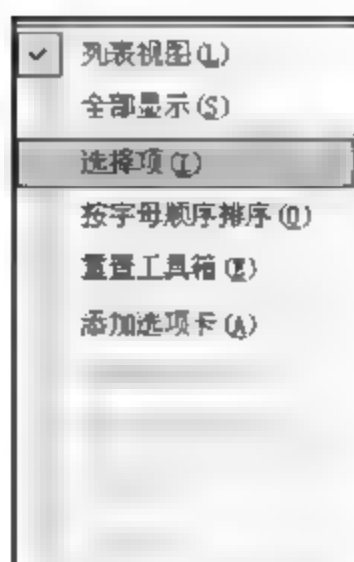 列表视图(L)
全部显示(S)
选择项(I)
按字母顺序排序(O)
重置工具箱(E)
添加选项卡(A)